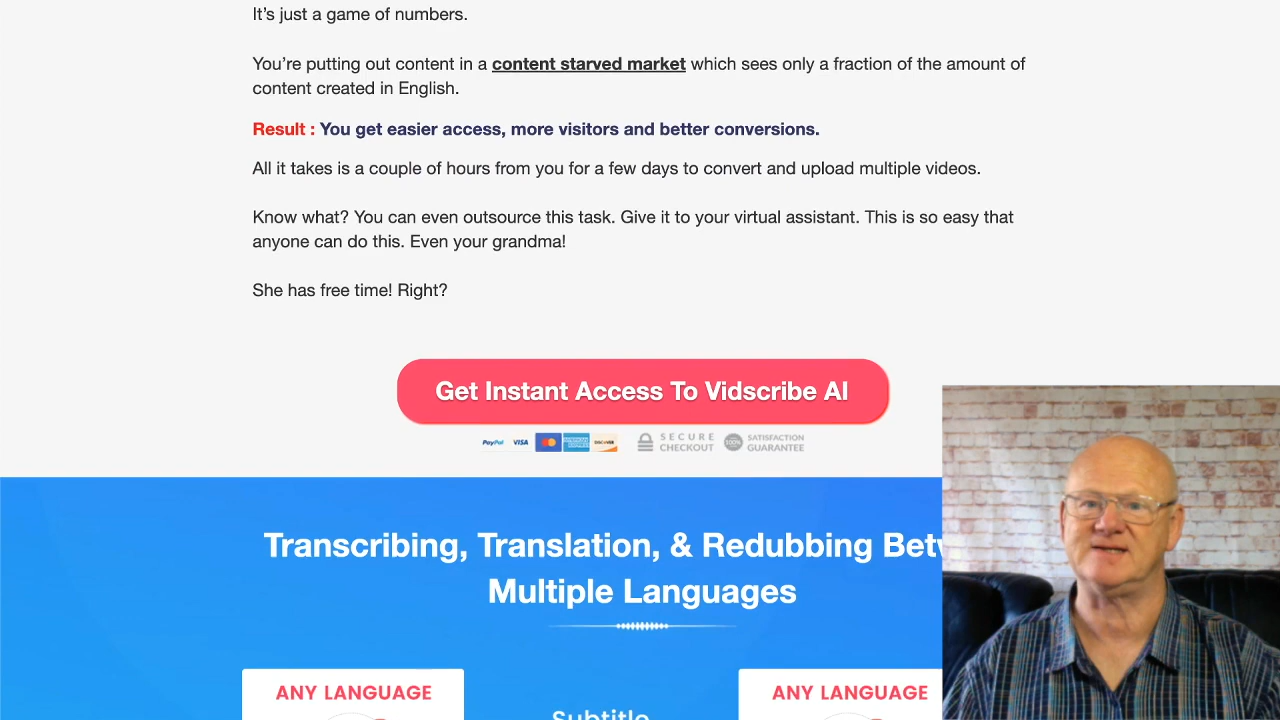 It’s just a game of numbers.
You’re putting out content in a content starved market which sees only a fraction of the amount of
content created in English.
Result : You get easier access, more visitors and better conversions.
All it takes is a couple of hours from you for a few days to convert and upload multiple videos.
Know what? You can even outsource this task. Give it to your virtual assistant. This is so easy that
anyone can do this. Even your grandma!
She has free time! Right?
Get Instant Access To Vidscribe AI
PayPal VISA DISCOVER SECURE CHECKOUT 100% SATISFACTION GUARANTEE
Transcribing, Translation, & Redubbing
Multiple Languages
ANY LANGUAGE
Subtitle
ANY LANGUAGE